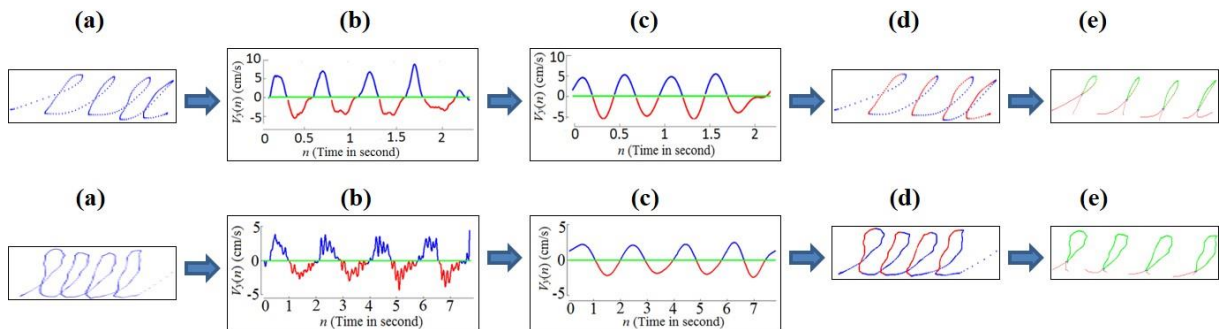 (a) (b) (c) (d) (e)
10
5
0
-5
Vy(n) (cm/s)
0 0.5 1 1.5 2
n (Time in second)
10
5
0
-5
Vy(n) (cm/s)
0 0.5 1 1.5 2
n (Time in second)
(a) (b) (c) (d) (e)
5
0
-5
Vy(n) (cm/s)
0 1 2 3 4 5 6 7
n (Time in second)
5
0
-5
Vy(n) (cm/s)
0 1 2 3 4 5 6 7
n (Time in second)